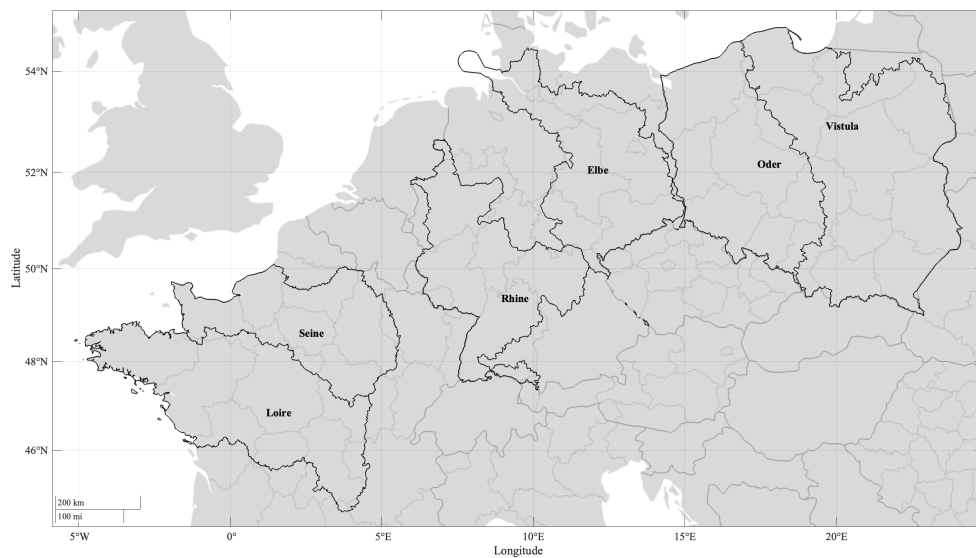 54°N
52°N
50°N
48°N
46°N
Latitude
Vistula
Elbe
Oder
Rhine
Seine
Loire
200 km
100 mi
5°W
0°
5°E
10°E
15°E
20°E
Longitude